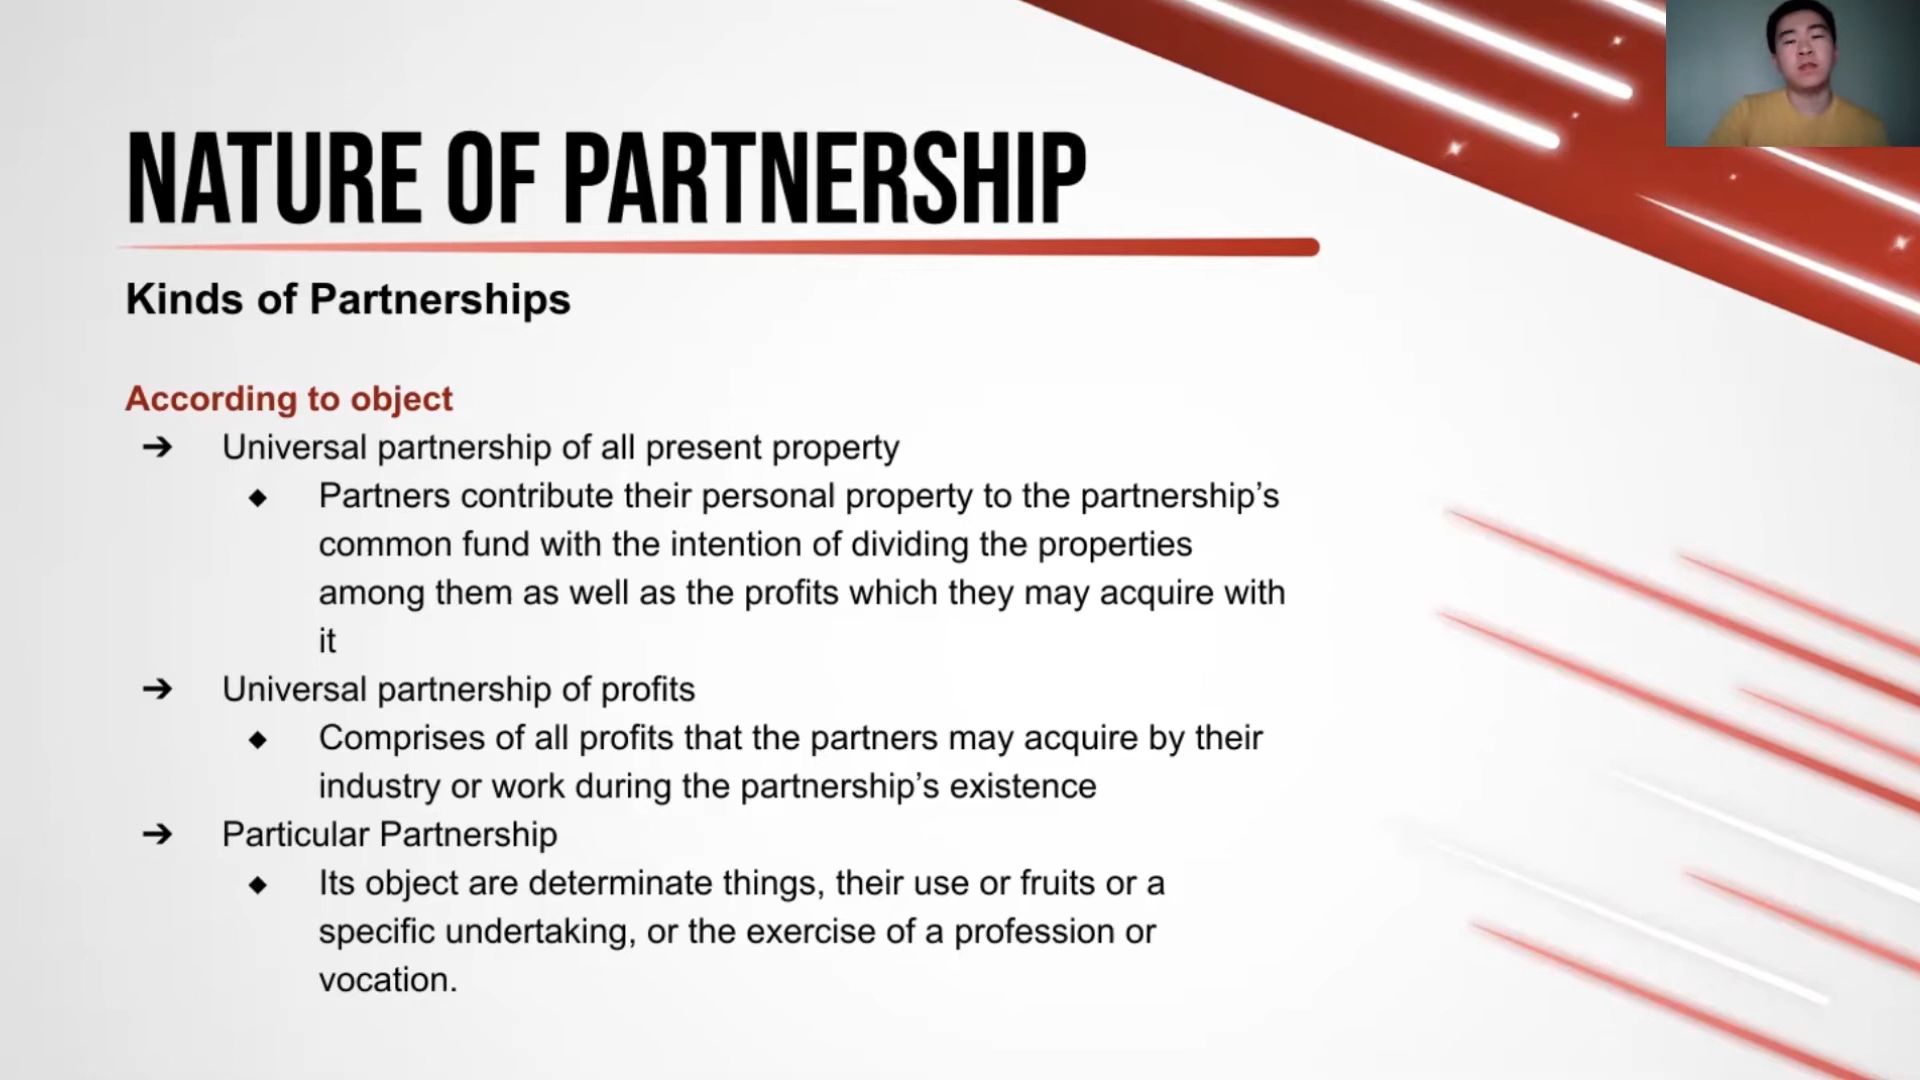 NATURE OF PARTNERSHIP
Kinds of Partnerships
According to object
➔ Universal partnership of all present property
◆ Partners contribute their personal property to the partnership’s
common fund with the intention of dividing the properties
among them as well as the profits which they may acquire with
it
➔ Universal partnership of profits
◆ Comprises of all profits that the partners may acquire by their
industry or work during the partnership’s existence
➔ Particular Partnership
◆ Its object are determinate things, their use or fruits or a
specific undertaking, or the exercise of a profession or
vocation.